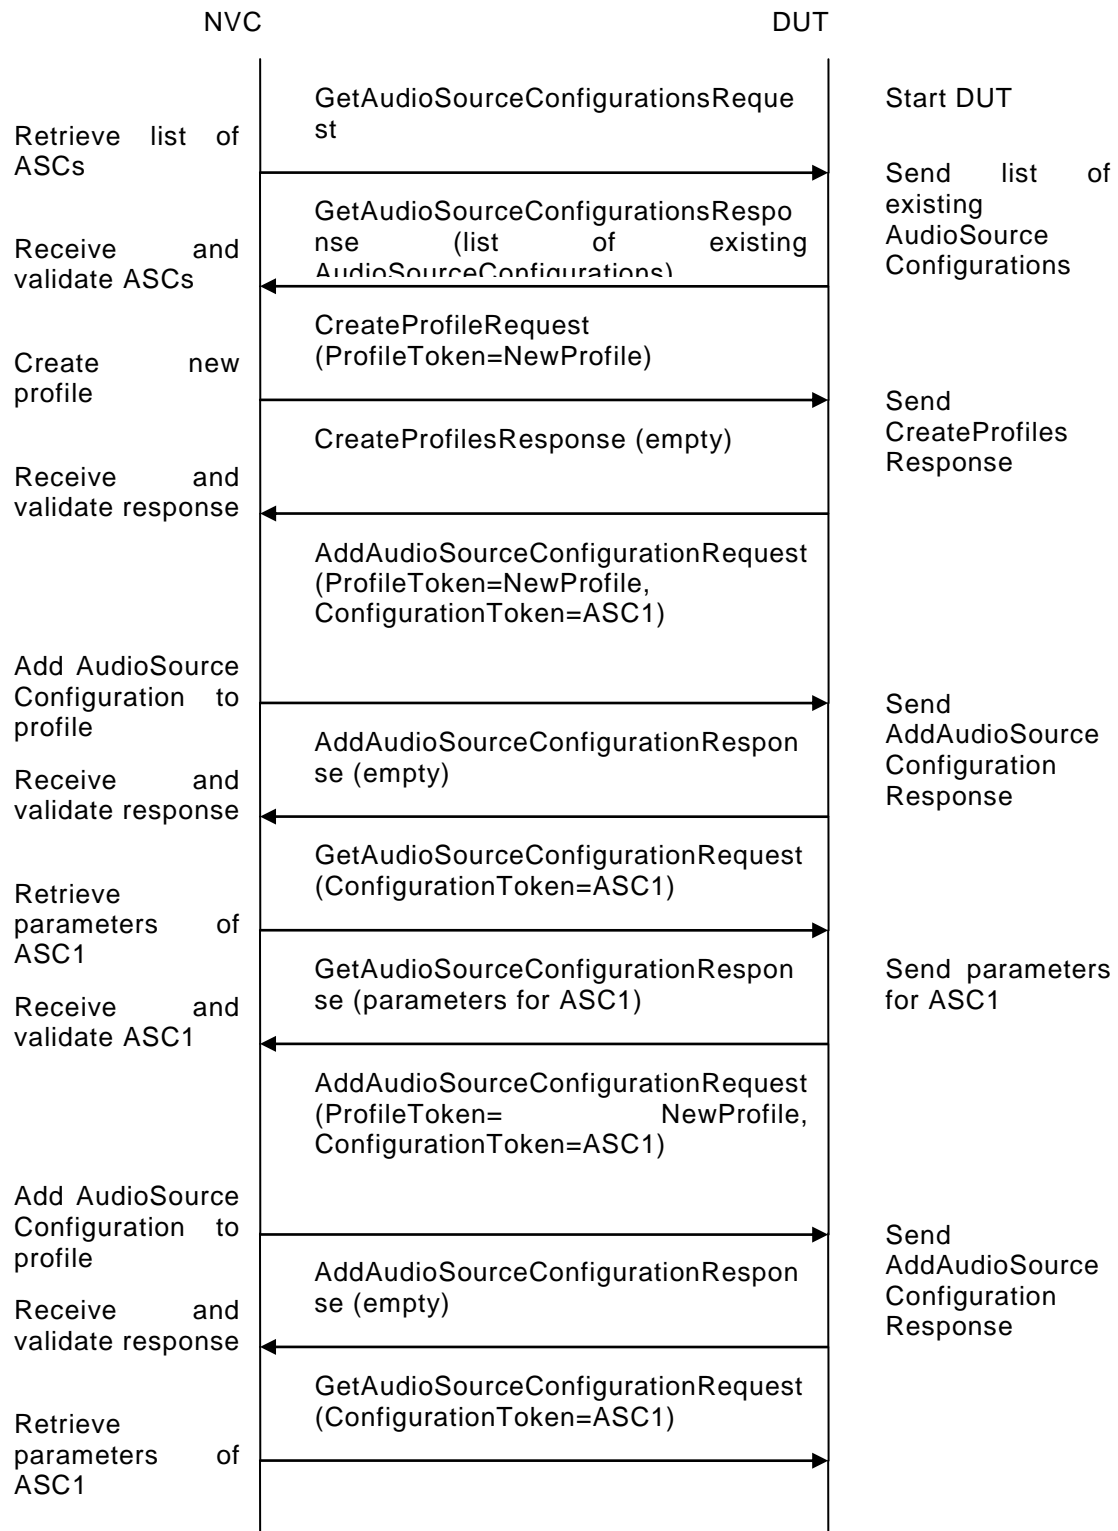 NVC
DUT
GetAudioSourceConfigurationsReque
st
Start DUT
Retrieve list of
ASCs
Send list of
existing
AudioSource
Configurations
GetAudioSourceConfigurationsRespo
nse (list of existing
AudioSourceConfigurations)
Receive and
validate ASCs
CreateProfileRequest
(ProfileToken=NewProfile)
Create new
profile
Send
CreateProfiles
Response
CreateProfilesResponse (empty)
Receive and
validate response
AddAudioSourceConfigurationRequest
(ProfileToken=NewProfile,
ConfigurationToken=ASC1)
Add AudioSource
Configuration to
profile
Send
AddAudioSource
Configuration
Response
AddAudioSourceConfigurationRespon
se (empty)
Receive and
validate response
GetAudioSourceConfigurationRequest
(ConfigurationToken=ASC1)
Retrieve
parameters of
ASC1
GetAudioSourceConfigurationRespon
se (parameters for ASC1)
Send parameters
for ASC1
Receive and
validate ASC1
AddAudioSourceConfigurationRequest
(ProfileToken= NewProfile,
ConfigurationToken=ASC1)
Add AudioSource
Configuration to
profile
Send
AddAudioSource
Configuration
Response
AddAudioSourceConfigurationRespon
se (empty)
Receive and
validate response
GetAudioSourceConfigurationRequest
(ConfigurationToken=ASC1)
Retrieve
parameters of
ASC1